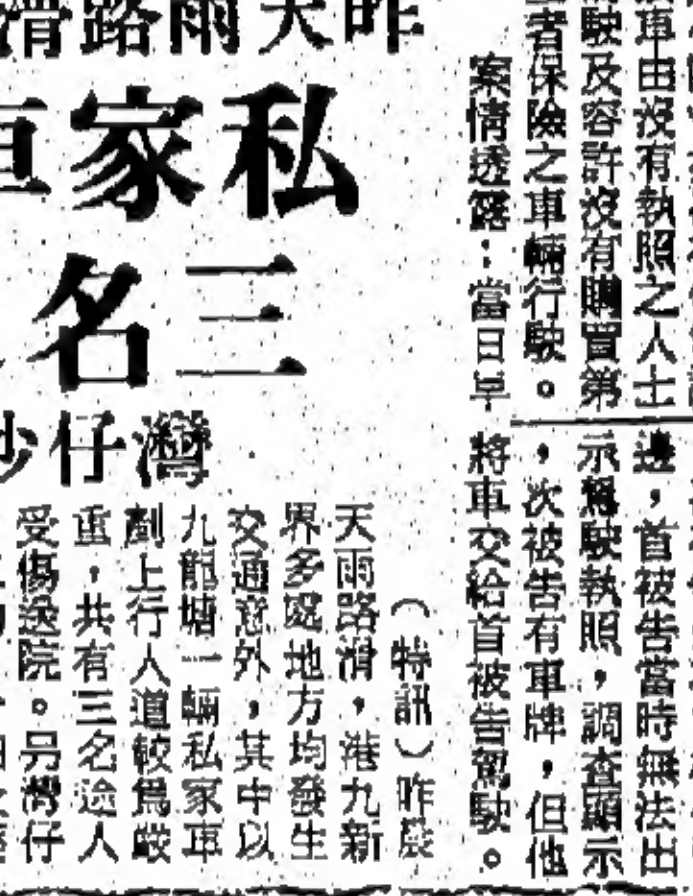 車由沒有執照之人士
駛及容許沒有購買第
者保險之車輛行駛。
案情透露：當日早
邊，首被告當時無法出
示駕駛執照，調查顯示
，次被告有車牌，但他
將車交給首被告駕駛。
昨天雨路滑
私家車
三名
灣仔
（特訊）昨晨
天雨路滑，港九新
界多處地方均發生
交通意外，其中以
九龍塘一輛私家車
剷上行人道較爲嚴
重，共有三名途人
受傷送院。另灣仔